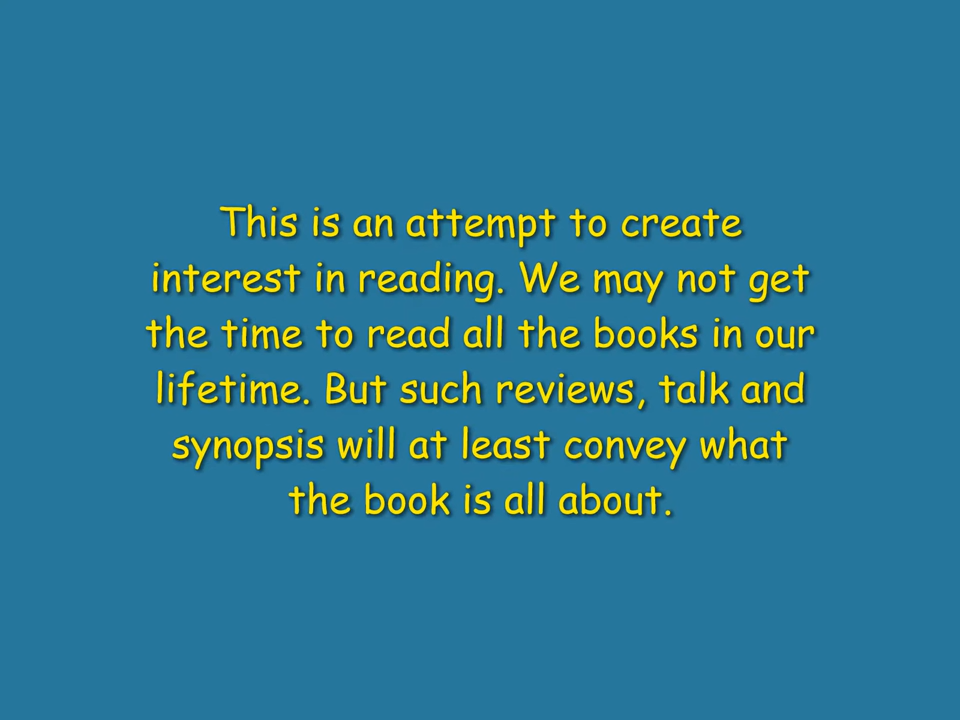 This is an attempt to create
interest in reading. We may not get
the time to read all the books in our
lifetime. But such reviews, talk and
synopsis will at least convey what
the book is all about.